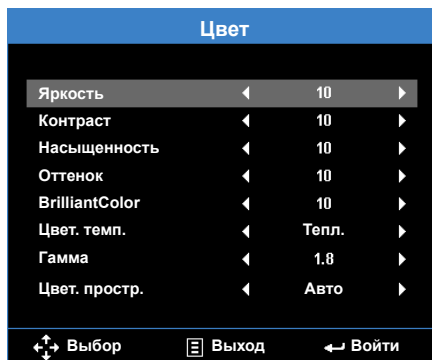 Цвет
Яркость 10
Контраст 10
Насыщенность 10
Оттенок 10
BrilliantColor 10
Цвет. темп. Тепл.
Гамма 1.8
Цвет. простр. Авто
Выбор Выход Войти